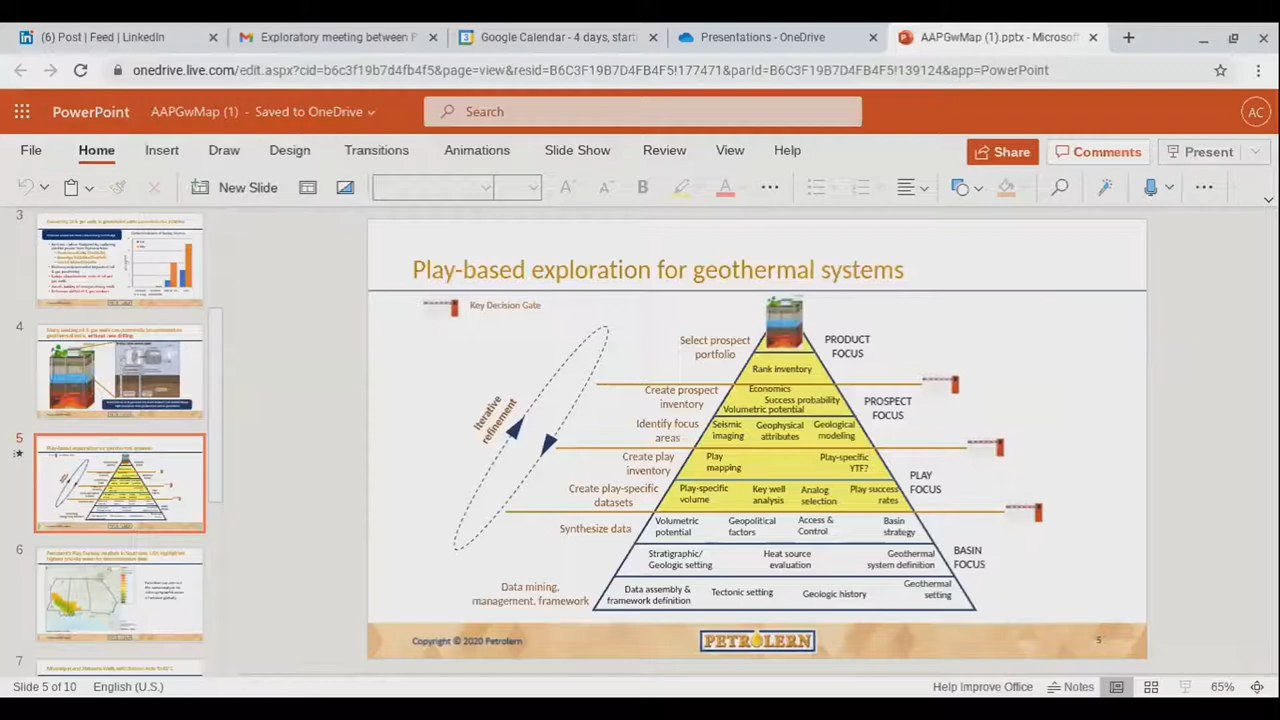 (6) Post | Feed | LinkedIn
Exploratory meeting between P
Google Calendar - 4 days, start
Presentations - OneDrive
AAPGwMap (1).pptx - Microsoft
onedrive.live.com/edit.aspx?cid=b6c3f19b7d4fb4f5&page=view&resid=B6C3F19B7D4FB4F5!177471&parId=B6C3F19B7D4FB4F5!139124&app=PowerPoint
PowerPoint
AAPGwMap (1) - Saved to OneDrive
Search
AC
File
Home
Insert
Draw
Design
Transitions
Animations
Slide Show
Review
View
Help
Share
Comments
Present
New Slide
3
4
5
6
7
Play-based exploration for geothermal systems
Key Decision Gate
Iterative
refinement
Select prospect
portfolio
PRODUCT
FOCUS
Rank inventory
Create prospect
inventory
Economics
Success probability
Volumetric potential
PROSPECT
FOCUS
Identify focus
areas
Seismic
imaging
Geophysical
attributes
Geological
modeling
Create play
inventory
Play
mapping
Play-specific
YTF?
Create play-specific
datasets
Play-specific
volume
Key well
analysis
Analog
selection
Play success
rates
PLAY
FOCUS
Synthesize data
Volumetric
potential
Geopolitical
factors
Access &
Control
Basin
strategy
Stratigraphic/
Geologic setting
Heat source
evaluation
Geothermal
system definition
BASIN
FOCUS
Data mining,
management, framework
Data assembly &
framework definition
Tectonic setting
Geologic history
Geothermal
setting
Copyright © 2020 Petrolern
PETROLERN
5
Slide 5 of 10
English (U.S.)
Help Improve Office
Notes
65%